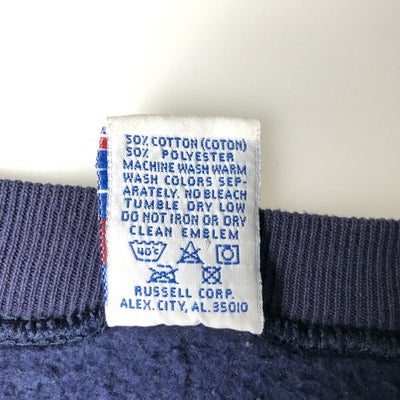 50% COTTON (COTON)
50% POLYESTER
MACHINE WASH WARM
WASH COLORS SEP-
ARATELY. NO BLEACH
TUMBLE DRY LOW
DO NOT IRON OR DRY
CLEAN EMBLEM
40°C
RUSSELL CORP.
ALEX. CITY, AL. 35010